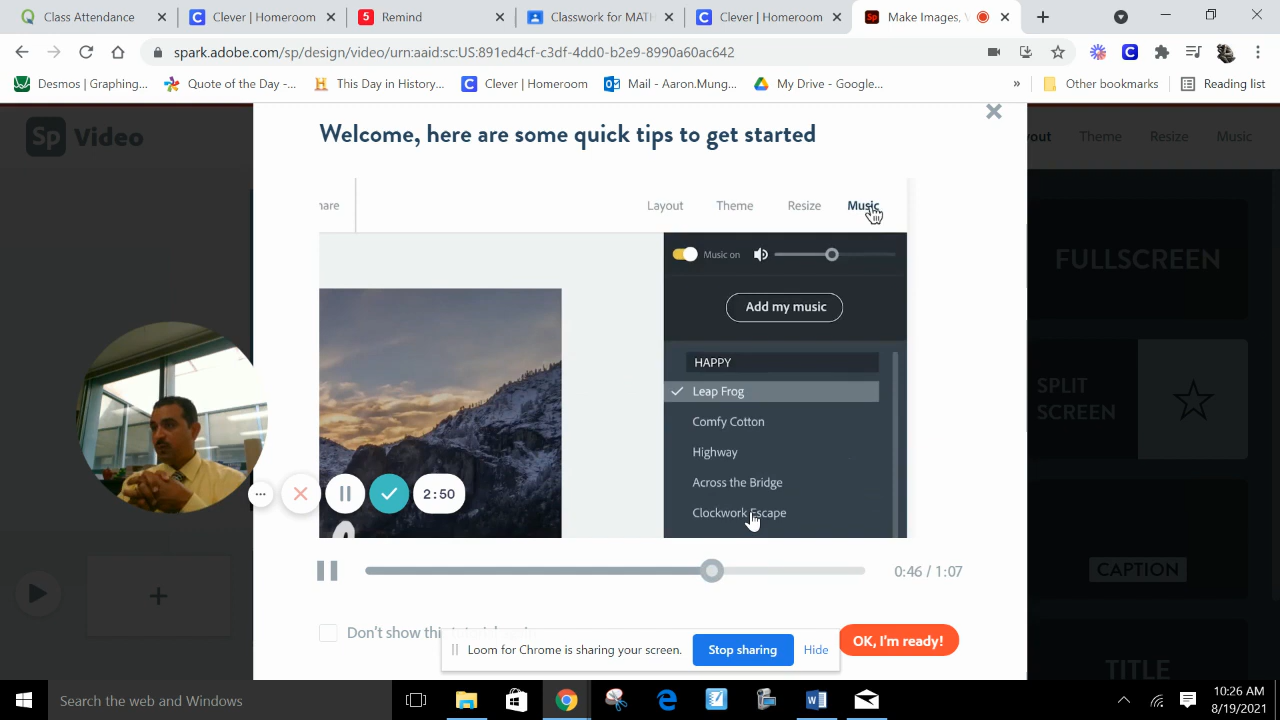 Class Attendance
Clever | Homeroom
Remind
Classwork for MATH
Clever | Homeroom
Make Images, V
spark.adobe.com/sp/design/video/urn:aaid:sc:US:891ed4cf-c3df-4dd0-b2e9-8990a60ac642
Desmos | Graphing...
Quote of the Day -...
This Day in History...
Clever | Homeroom
Mail - Aaron.Mung...
My Drive - Google...
»
Other bookmarks
Reading list
Sp Video
Welcome, here are some quick tips to get started
Theme
Resize
Music
hare
Layout
Theme
Resize
Music
Music on
Add my music
HAPPY
Leap Frog
Comfy Cotton
Highway
Across the Bridge
Clockwork Escape
FULLSCREEN
SPLIT
SCREEN
CAPTION
TITLE
2:50
0:46 / 1:07
Don't show
OK, I'm ready!
Loom for Chrome is sharing your screen.
Stop sharing
Hide
Search the web and Windows
10:26 AM
8/19/2021